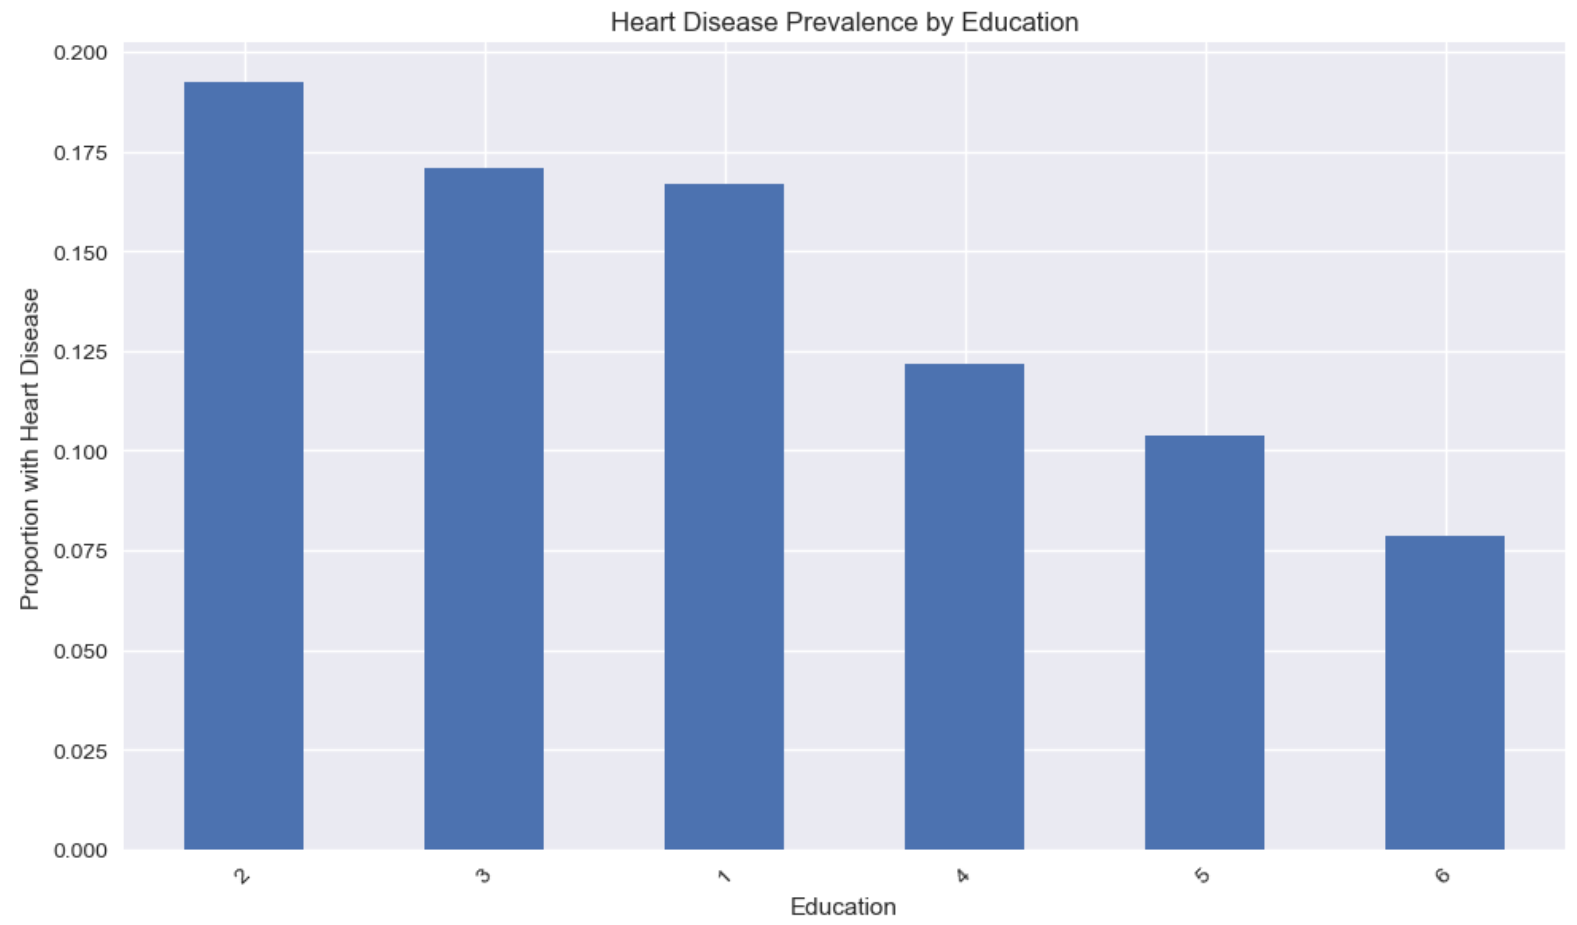 Heart Disease Prevalence by Education
Proportion with Heart Disease
0.200
0.175
0.150
0.125
0.100
0.075
0.050
0.025
0.000
2 3 1 4 5 6
Education